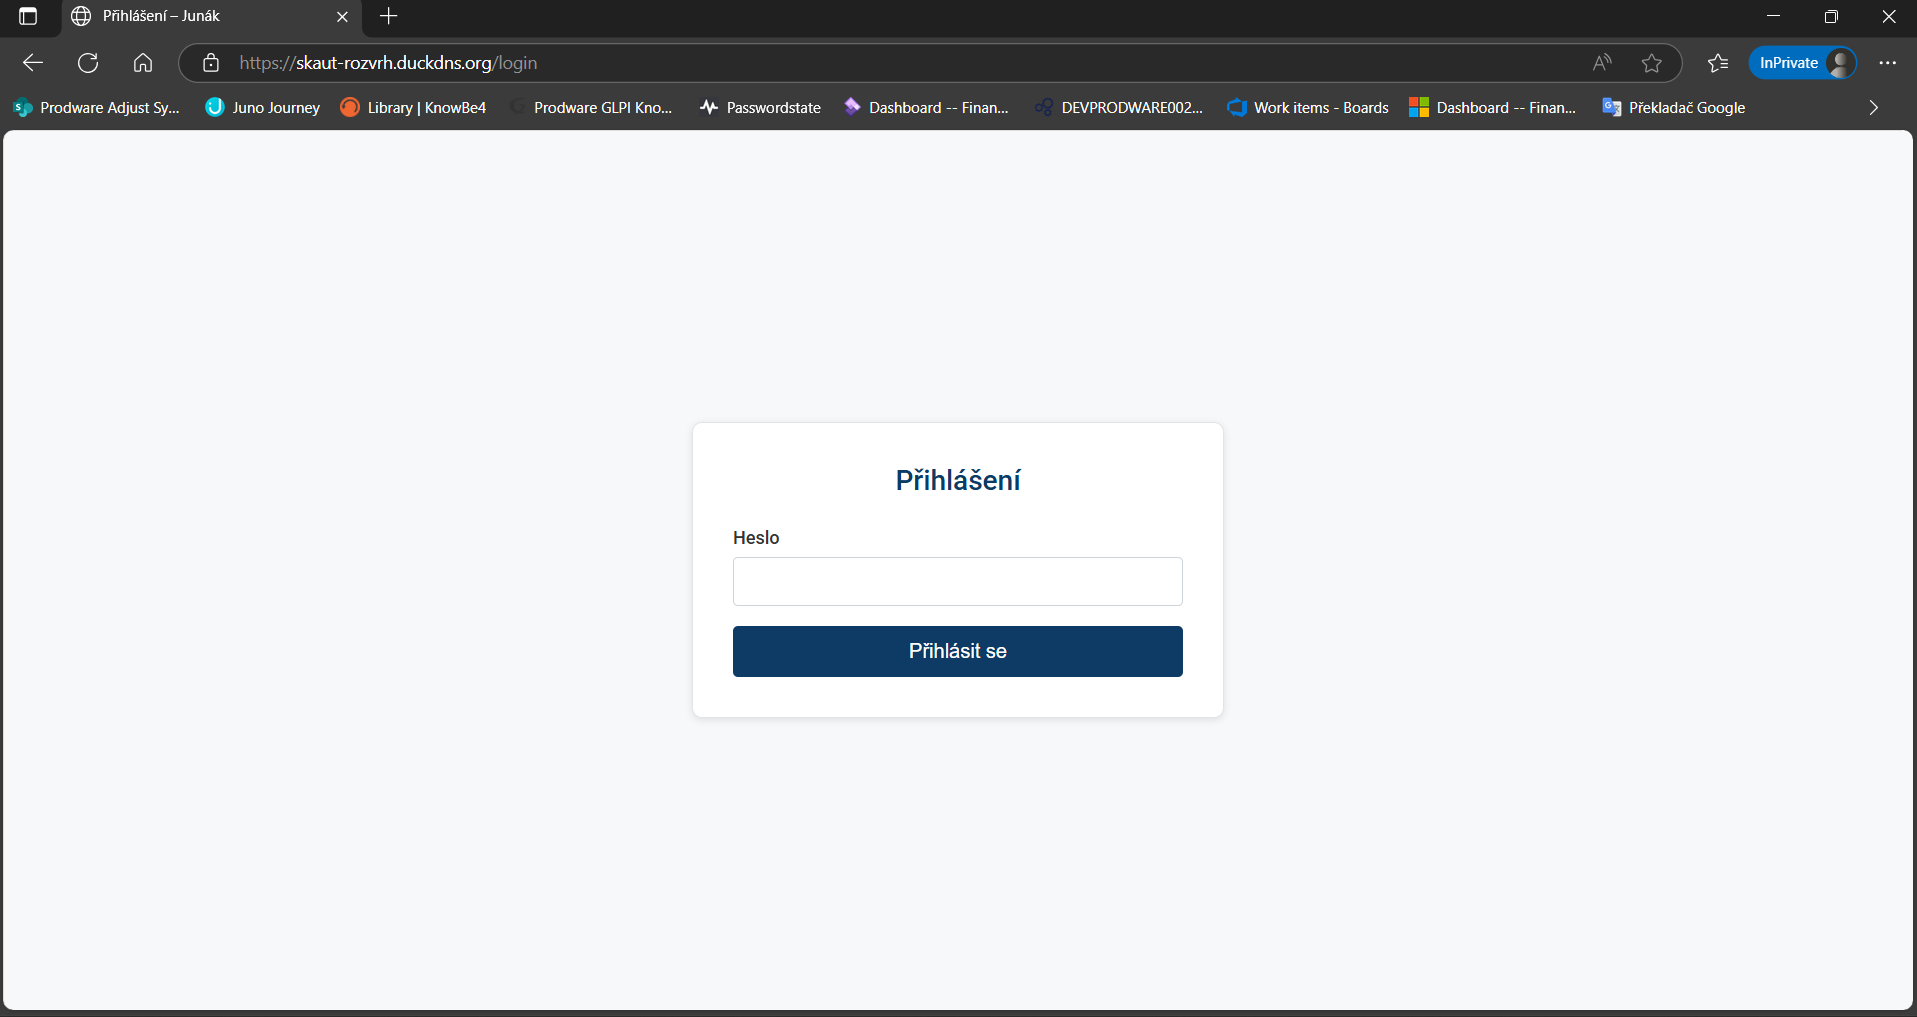 Přihlášení – Junák
https://skaut-rozvrh.duckdns.org/login
InPrivate
Prodware Adjust Sy...
Juno Journey
Library | KnowBe4
Prodware GLPI Kno...
Passwordstate
Dashboard -- Finan...
DEVPRODWARE002...
Work items - Boards
Dashboard -- Finan...
Překladač Google
Přihlášení
Heslo
Přihlásit se